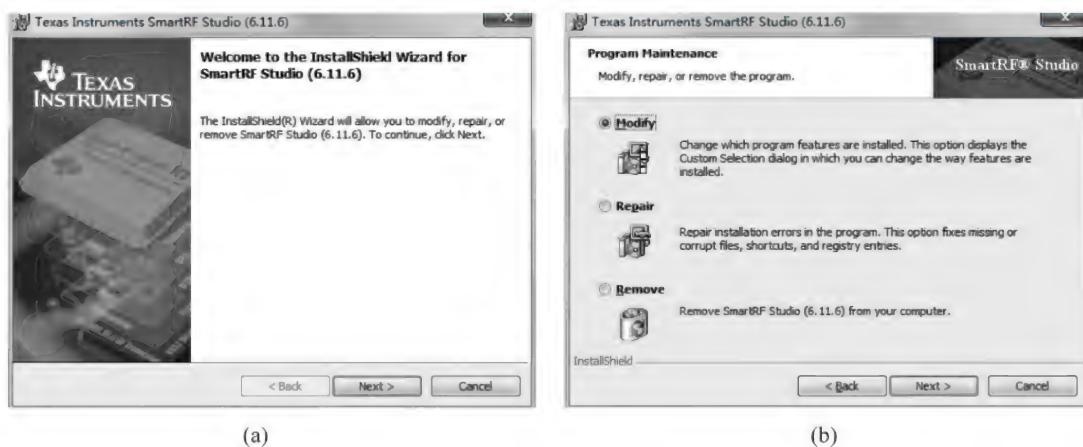 Texas Instruments SmartRF Studio (6.11.6)
TEXAS
INSTRUMENTS
Welcome to the InstallShield Wizard for
SmartRF Studio (6.11.6)
The InstallShield(R) Wizard will allow you to modify, repair, or
remove SmartRF Studio (6.11.6). To continue, click Next.
< Back Next > Cancel
(a)
Texas Instruments SmartRF Studio (6.11.6)
Program Maintenance
Modify, repair, or remove the program.
SmartRF® Studio
Modify
Change which program features are installed. This option displays the
Custom Selection dialog in which you can change the way features are
installed.
Repair
Repair installation errors in the program. This option fixes missing or
corrupt files, shortcuts, and registry entries.
Remove
Remove SmartRF Studio (6.11.6) from your computer.
InstallShield
< Back Next > Cancel
(b)